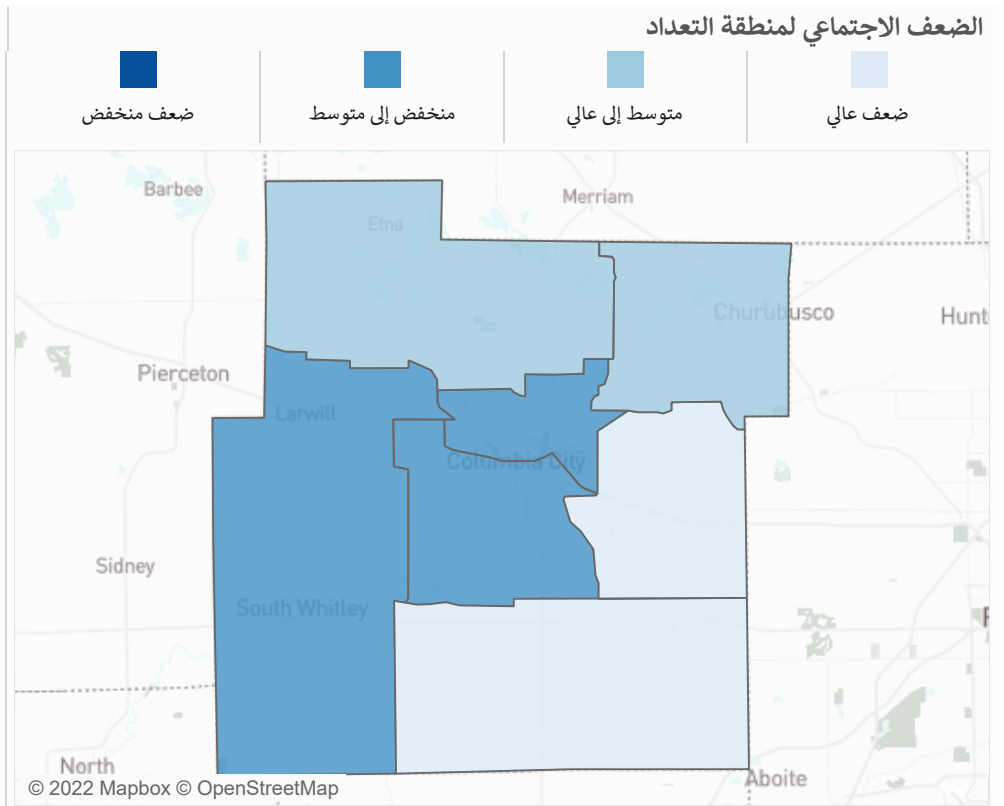 الضعف الاجتماعي لمنطقة التعداد
ضعف عالي
متوسط إلى عالي
منخفض إلى متوسط
ضعف منخفض
Barbee
Merriam
Etna
Churubusco
Hunt
Pierceton
Larwill
Columbia City
Sidney
South Whitley
North
Aboite
© 2022 Mapbox © OpenStreetMap